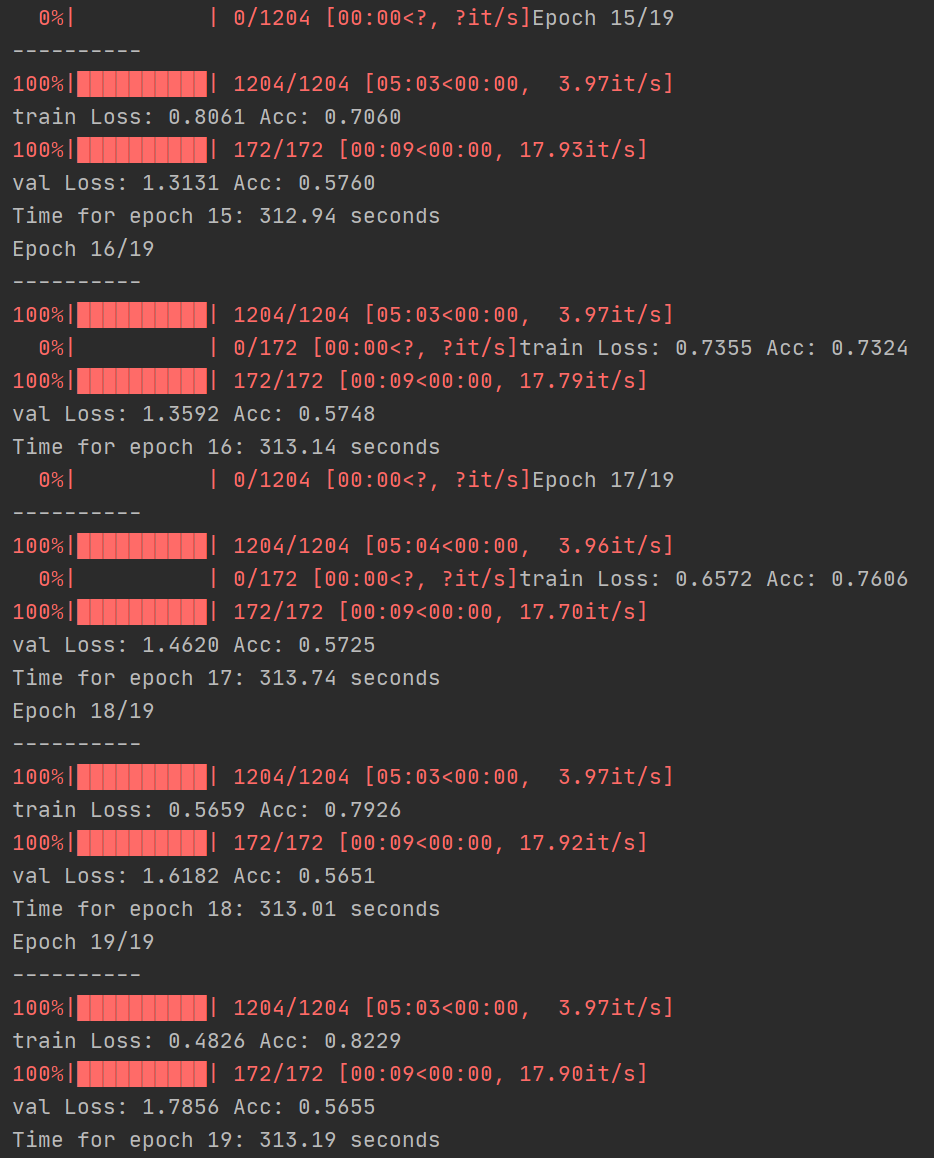 0%|          | 0/1204 [00:00<?, ?it/s]Epoch 15/19
----------
100%|██████████| 1204/1204 [05:03<00:00,  3.97it/s]
train Loss: 0.8061 Acc: 0.7060
100%|██████████| 172/172 [00:09<00:00, 17.93it/s]
val Loss: 1.3131 Acc: 0.5760
Time for epoch 15: 312.94 seconds
Epoch 16/19
----------
100%|██████████| 1204/1204 [05:03<00:00,  3.97it/s]
0%|          | 0/172 [00:00<?, ?it/s]train Loss: 0.7355 Acc: 0.7324
100%|██████████| 172/172 [00:09<00:00, 17.79it/s]
val Loss: 1.3592 Acc: 0.5748
Time for epoch 16: 313.14 seconds
0%|          | 0/1204 [00:00<?, ?it/s]Epoch 17/19
----------
100%|██████████| 1204/1204 [05:04<00:00,  3.96it/s]
0%|          | 0/172 [00:00<?, ?it/s]train Loss: 0.6572 Acc: 0.7606
100%|██████████| 172/172 [00:09<00:00, 17.70it/s]
val Loss: 1.4620 Acc: 0.5725
Time for epoch 17: 313.74 seconds
Epoch 18/19
----------
100%|██████████| 1204/1204 [05:03<00:00,  3.97it/s]
train Loss: 0.5659 Acc: 0.7926
100%|██████████| 172/172 [00:09<00:00, 17.92it/s]
val Loss: 1.6182 Acc: 0.5651
Time for epoch 18: 313.01 seconds
Epoch 19/19
----------
100%|██████████| 1204/1204 [05:03<00:00,  3.97it/s]
train Loss: 0.4826 Acc: 0.8229
100%|██████████| 172/172 [00:09<00:00, 17.90it/s]
val Loss: 1.7856 Acc: 0.5655
Time for epoch 19: 313.19 seconds